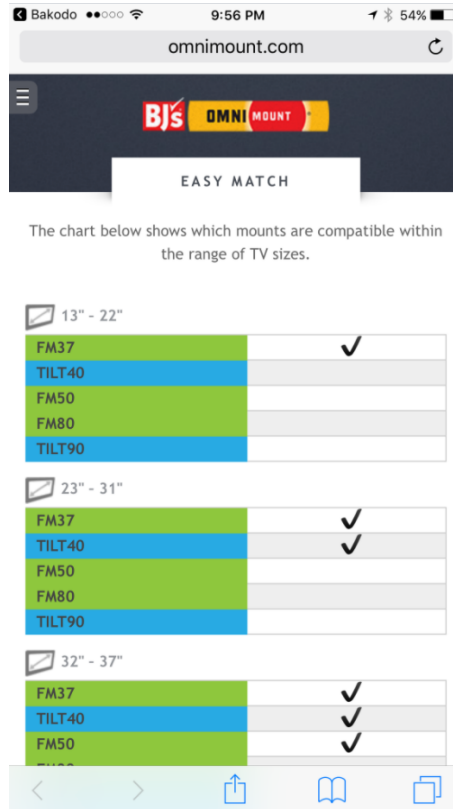 Bakodo
9:56 PM
54%
omnimount.com
BJ's OMNI MOUNT
EASY MATCH
The chart below shows which mounts are compatible within
the range of TV sizes.
13" - 22"
FM37
TILT40
FM50
FM80
TILT90
23" - 31"
FM37
TILT40
FM50
FM80
TILT90
32" - 37"
FM37
TILT40
FM50